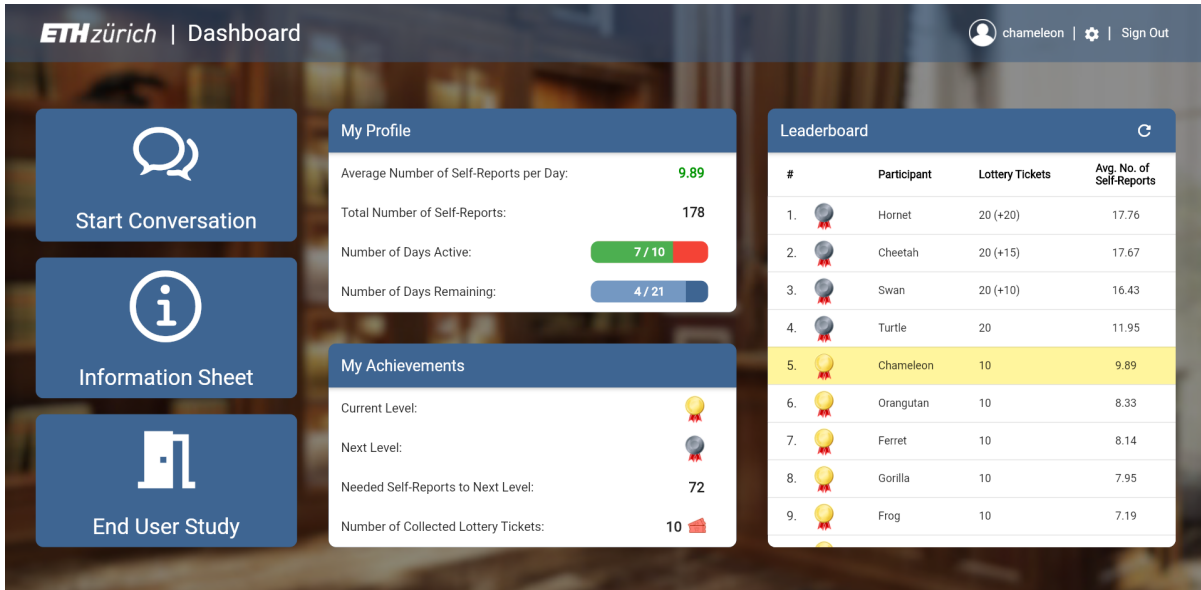 ETH zürich | Dashboard
chameleon | Sign Out
Start Conversation
Information Sheet
End User Study
My Profile
Average Number of Self-Reports per Day: 9.89
Total Number of Self-Reports: 178
Number of Days Active: 7 / 10
Number of Days Remaining: 4 / 21
My Achievements
Current Level:
Next Level:
Needed Self-Reports to Next Level: 72
Number of Collected Lottery Tickets: 10
Leaderboard
# Participant Lottery Tickets Avg. No. of
Self-Reports
1. Hornet 20 (+20) 17.76
2. Cheetah 20 (+15) 17.67
3. Swan 20 (+10) 16.43
4. Turtle 20 11.95
5. Chameleon 10 9.89
6. Orangutan 10 8.33
7. Ferret 10 8.14
8. Gorilla 10 7.95
9. Frog 10 7.19